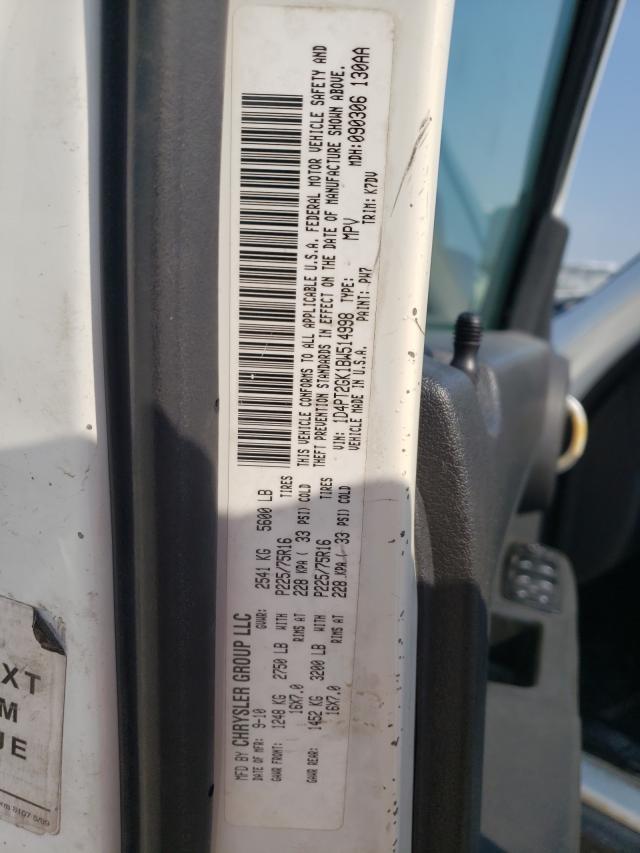 MFD BY CHRYSLER GROUP LLC
DATE OF MFR: 9-10 GVWR: 2541 KG 5600 LB
GAWR FRONT: 1248 KG 2750 LB WITH P225/75R16 TIRES
16X7.0 RIMS AT 228 KPA ( 33 PSI) COLD
GAWR REAR: 1452 KG 3200 LB WITH P225/75R16 TIRES
16X7.0 RIMS AT 228 KPA ( 33 PSI) COLD
THIS VEHICLE CONFORMS TO ALL APPLICABLE U.S.A. FEDERAL MOTOR VEHICLE SAFETY AND
THEFT PREVENTION STANDARDS IN EFFECT ON THE DATE OF MANUFACTURE SHOWN ABOVE.
VIN: 1D4PT2GK1BW514998 TYPE: MPV MDH: 090306 130AA
VEHICLE MADE IN U.S.A. PAINT: PW7 TRIM: K7DV
XT
M
UE